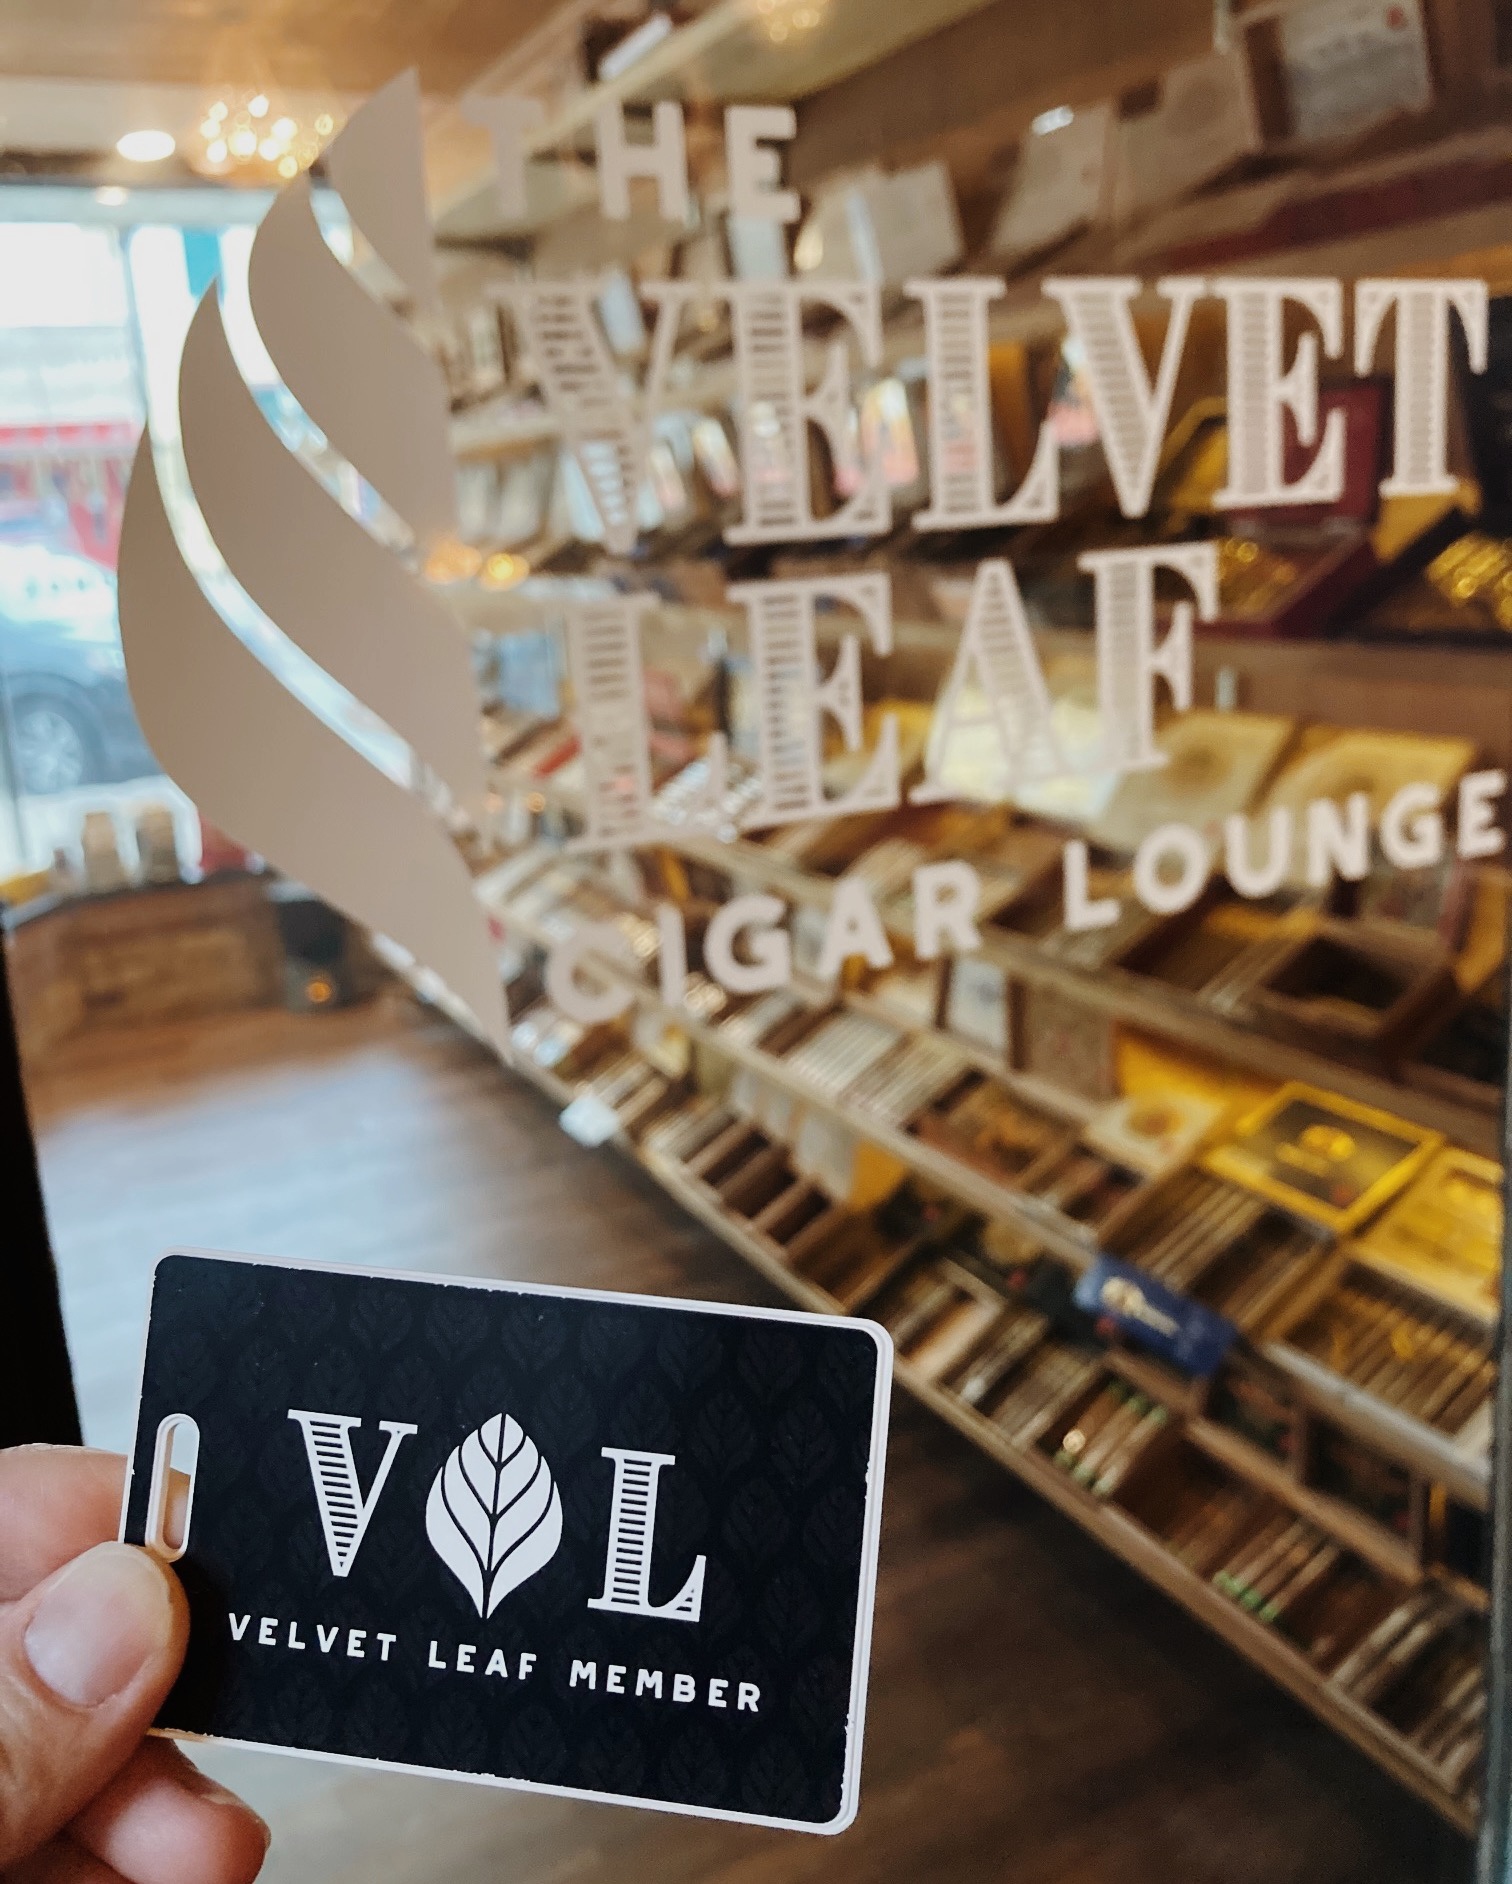 THE
VELVET
LEAF
CIGAR LOUNGE
V L
VELVET LEAF MEMBER